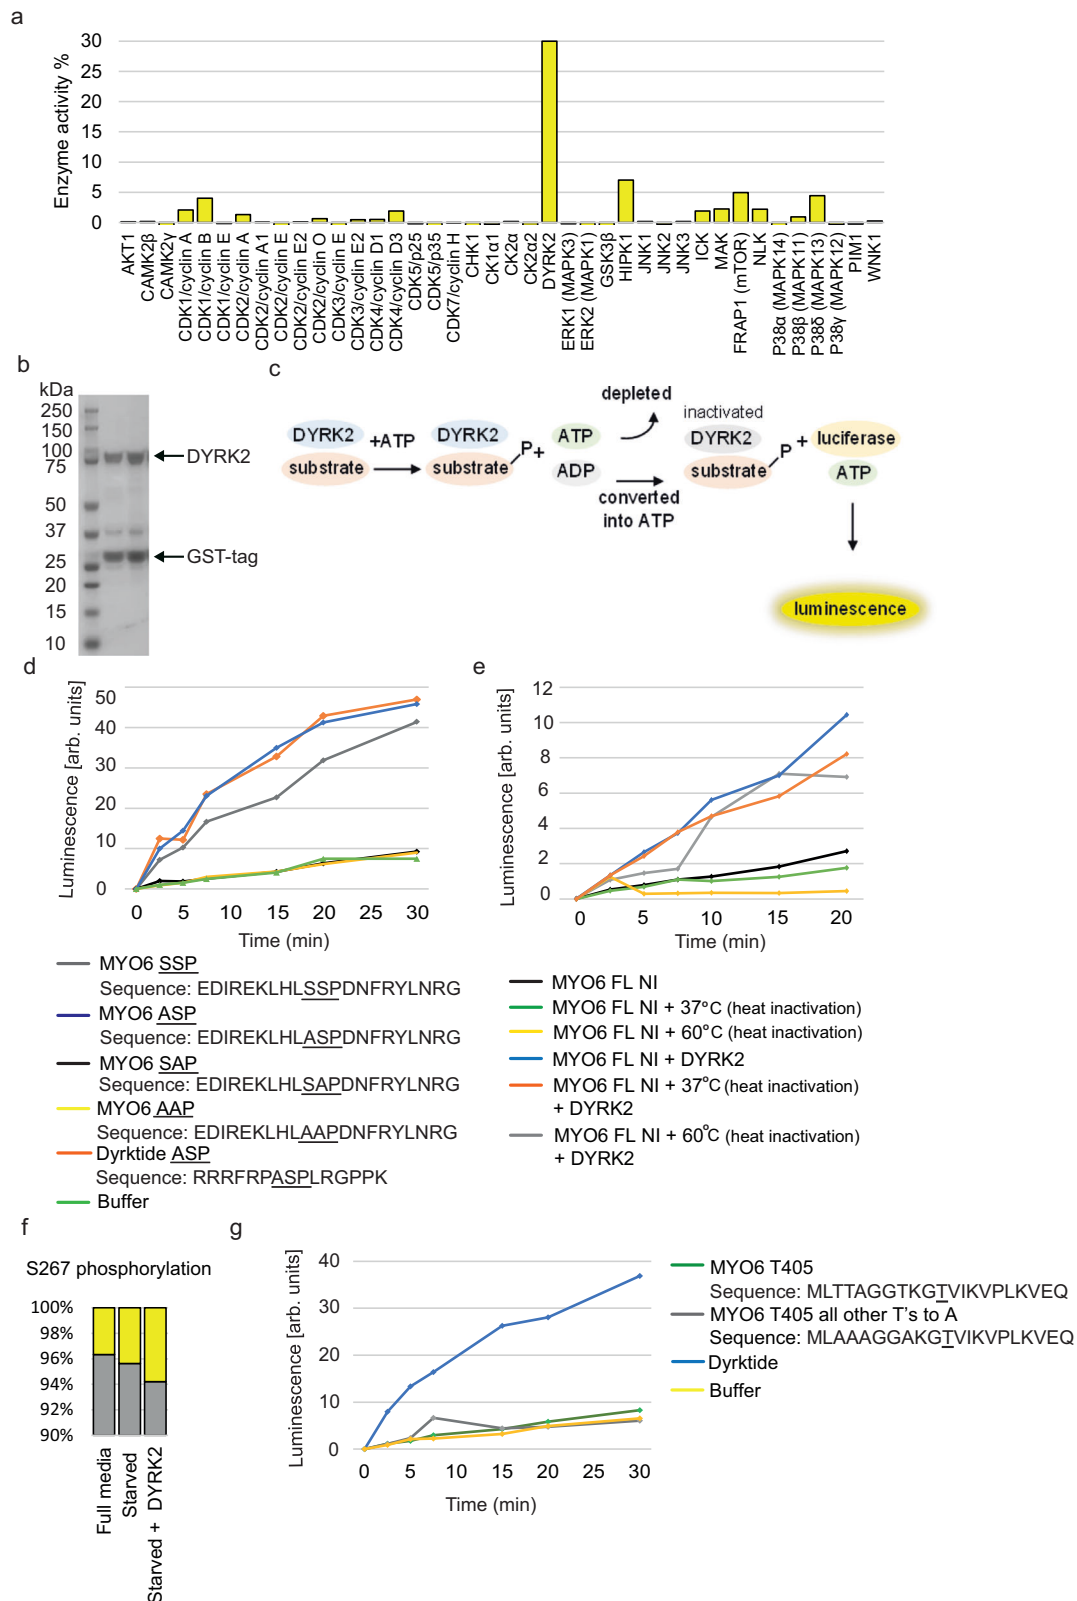 a
Enzyme activity %
30
25
20
15
10
5
0
AKT1
CAMK2β
CAMK2γ
CDK1/cyclin A
CDK1/cyclin B
CDK1/cyclin E
CDK2/cyclin A
CDK2/cyclin A1
CDK2/cyclin E
CDK2/cyclin E2
CDK2/cyclin O
CDK3/cyclin E
CDK3/cyclin E2
CDK4/cyclin D1
CDK4/cyclin D3
CDK5/p25
CDK5/p35
CDK7/cyclin H
CHK1
CK1α1
CK2α
CK2α2
DYRK2
ERK1 (MAPK3)
ERK2 (MAPK1)
GSK3β
HIPK1
JNK1
JNK2
JNK3
ICK
MAK
FRAP1 (mTOR)
NLK
P38α (MAPK14)
P38β (MAPK11)
P38δ (MAPK13)
P38γ (MAPK12)
PIM1
WNK1
b
kDa
250
150
100
75
50
37
25
20
15
10
DYRK2
GST-tag
c
DYRK2
substrate
+ATP
DYRK2
substrate
P
+
ATP
ADP
depleted
converted
into ATP
inactivated
DYRK2
substrate
P
+
luciferase
ATP
luminescence
d
Luminescence [arb. units]
50
30
20
10
0
0 5 10 15 20 30
Time (min)
MYO6 SSP
Sequence: EDIREKLHLSSPDNFRYLNRG
MYO6 ASP
Sequence: EDIREKLHLASPDNFRYLNRG
MYO6 SAP
Sequence: EDIREKLHLSAPDNFRYLNRG
MYO6 AAP
Sequence: EDIREKLHLAAPDNFRYLNRG
Dyrktide ASP
Sequence: RRRFRPASPLRGPPK
Buffer
e
Luminescence [arb. units]
12
10
8
6
4
2
0
0 5 10 15 20
Time (min)
MYO6 FL NI
MYO6 FL NI + 37°C (heat inactivation)
MYO6 FL NI + 60°C (heat inactivation)
MYO6 FL NI + DYRK2
MYO6 FL NI + 37°C (heat inactivation)
+ DYRK2
MYO6 FL NI + 60°C (heat inactivation)
+ DYRK2
f
S267 phosphorylation
100%
98%
96%
94%
92%
90%
Full media
Starved
Starved + DYRK2
g
Luminescence [arb. units]
40
30
20
10
0
0 5 10 15 20 30
Time (min)
MYO6 T405
Sequence: MLTTAGGTKGTVIKVPLKVEQ
MYO6 T405 all other T's to A
Sequence: MLAAAGGAKGTVIKVPLKVEQ
Dyrktide
Buffer